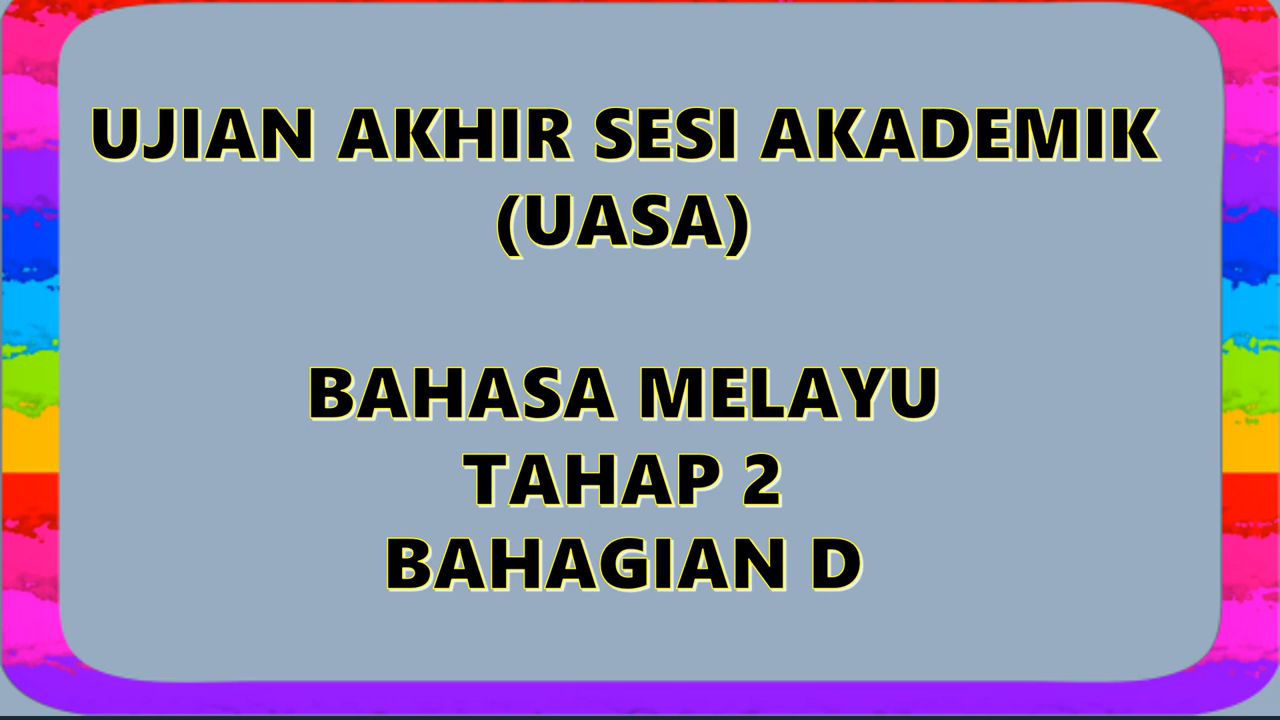 UJIAN AKHIR SESI AKADEMIK
(UASA)
BAHASA MELAYU
TAHAP 2
BAHAGIAN D